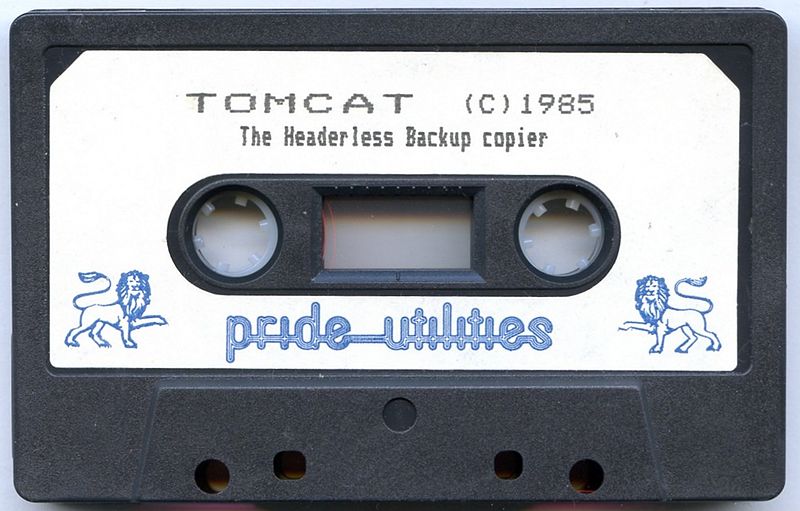 TOMCAT (C)1985
The Headerless Backup copier
pride utilities